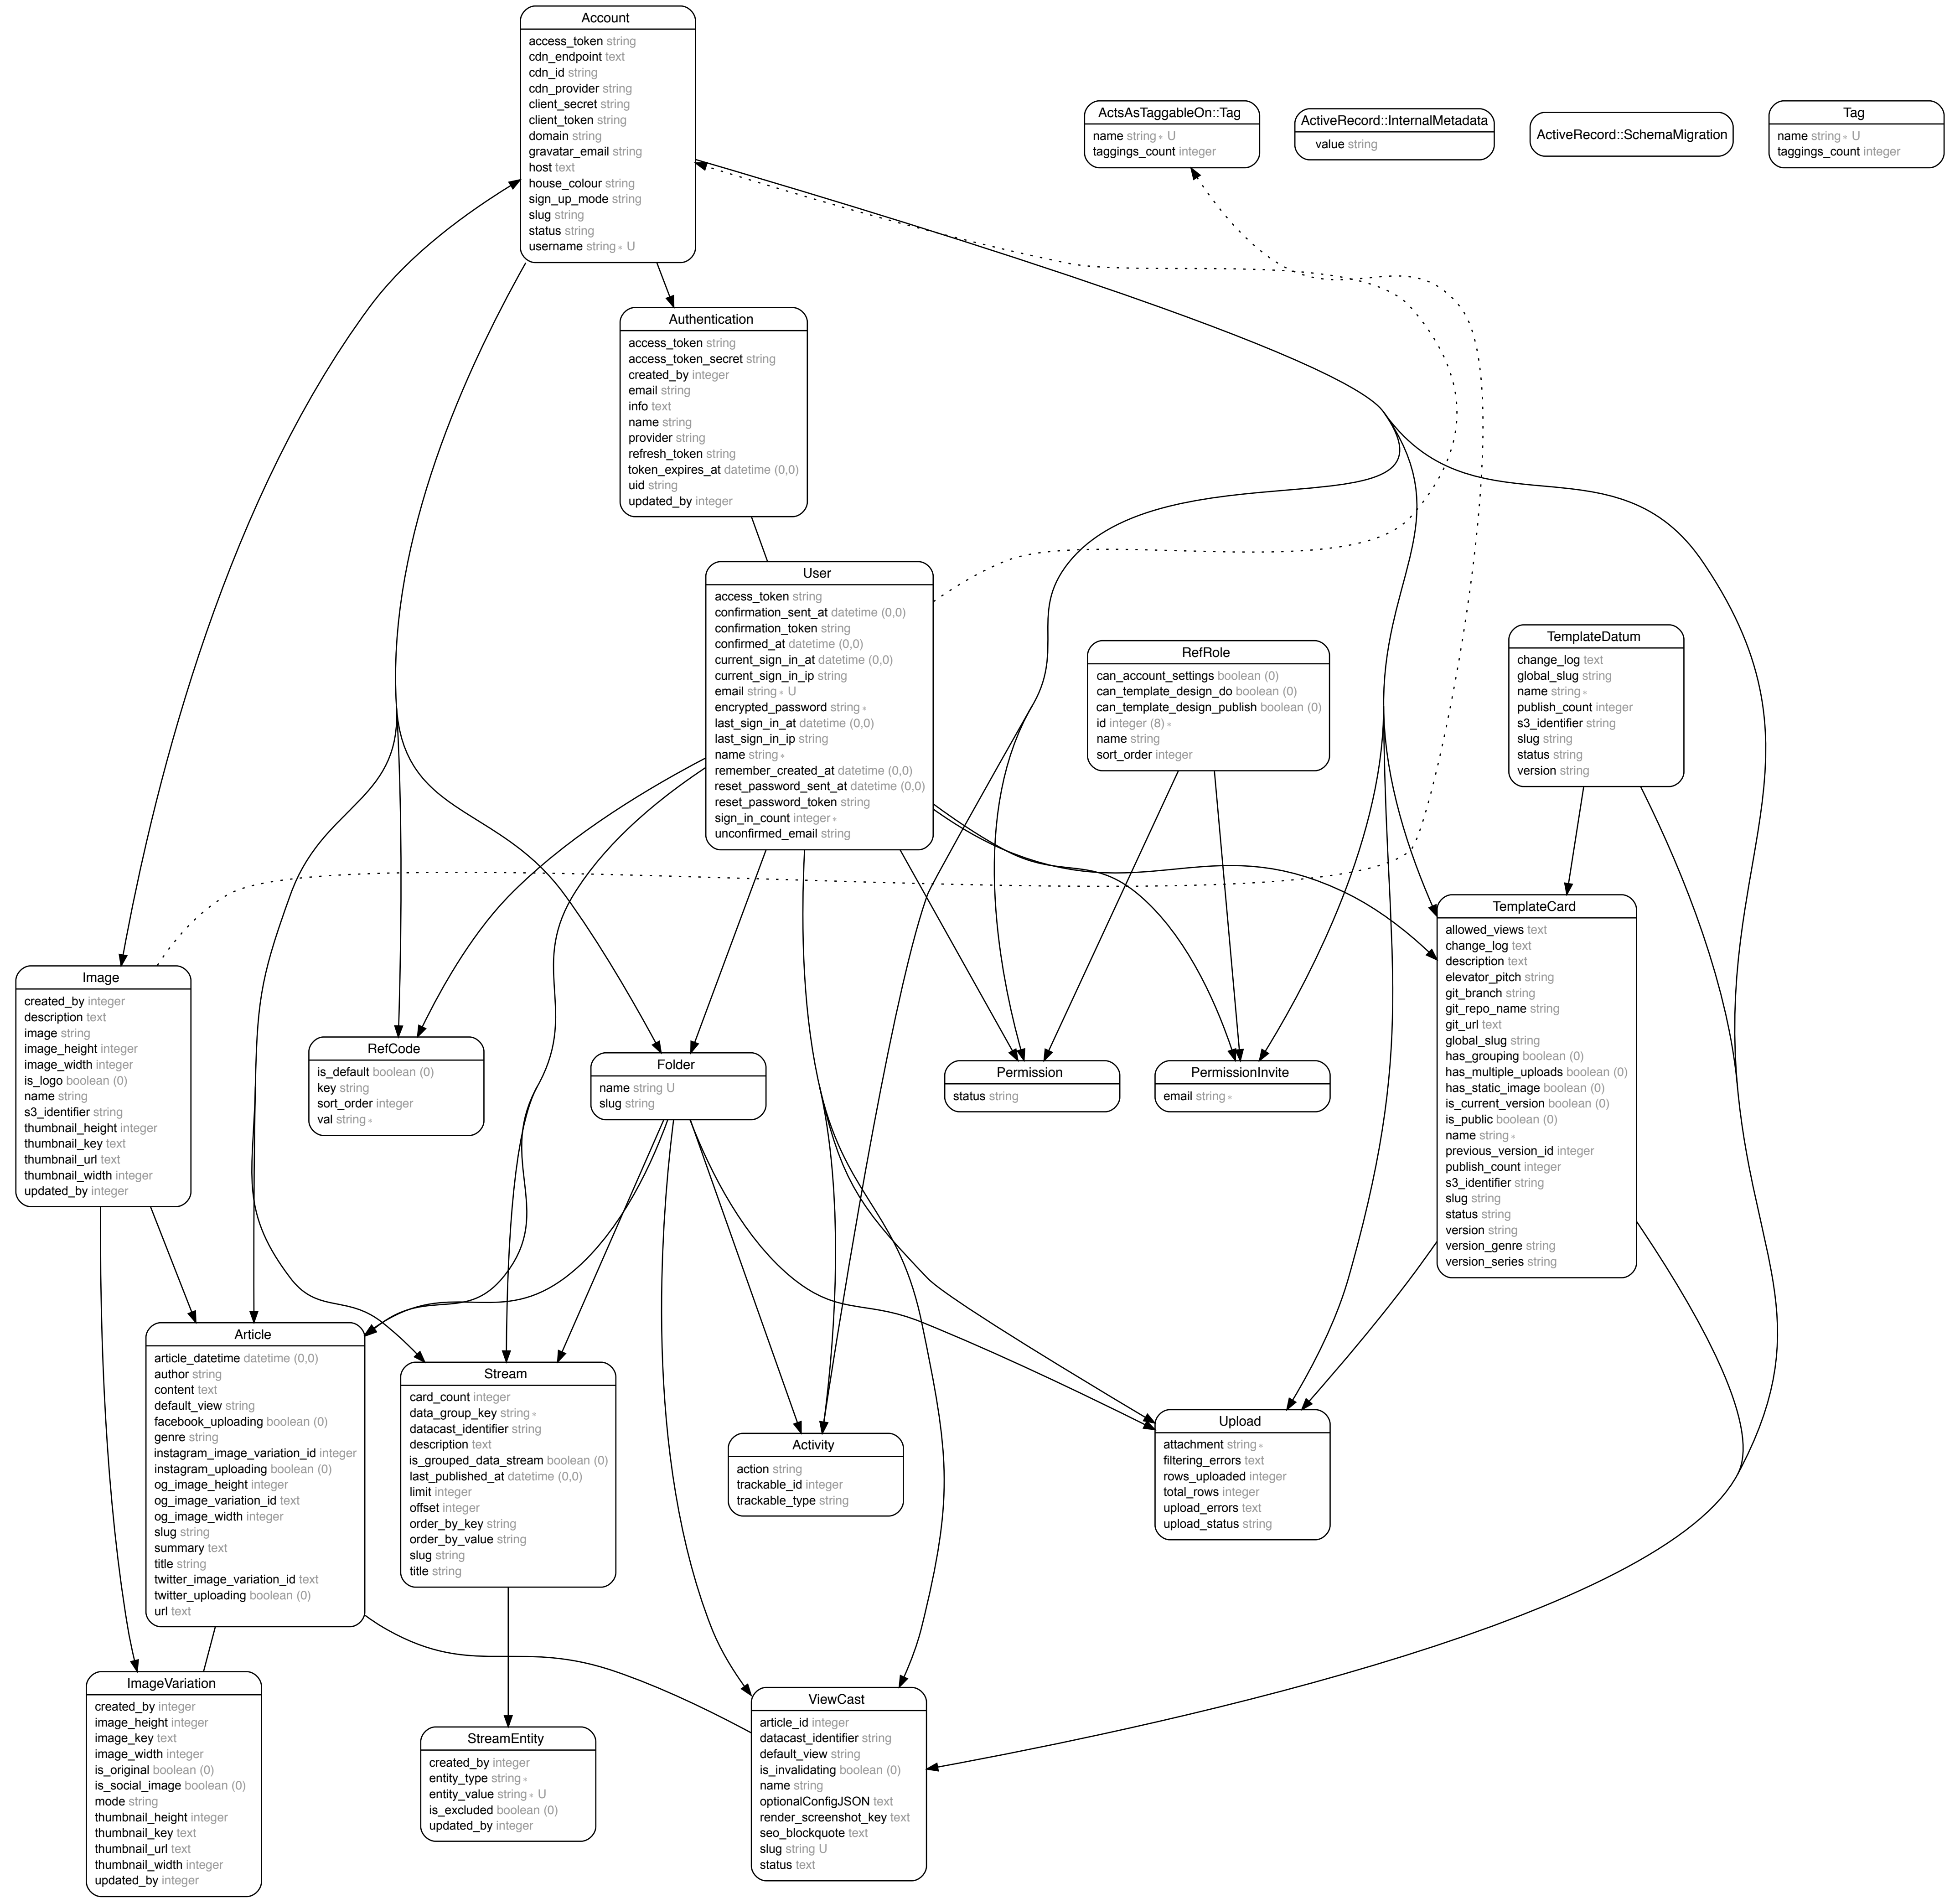 Account
access_token string
cdn_endpoint text
cdn_id string
cdn_provider string
client_secret string
client_token string
domain string
gravatar_email string
host text
house_colour string
sign_up_mode string
slug string
status string
username string∗ U
ActsAsTaggableOn::Tag
name string∗ U
taggings_count integer
ActiveRecord::InternalMetadata
value string
ActiveRecord::SchemaMigration
Tag
name string∗ U
taggings_count integer
Authentication
access_token string
access_token_secret string
created_by integer
email string
info text
name string
provider string
refresh_token string
token_expires_at datetime (0,0)
uid string
updated_by integer
User
access_token string
confirmation_sent_at datetime (0,0)
confirmation_token string
confirmed_at datetime (0,0)
current_sign_in_at datetime (0,0)
current_sign_in_ip string
email string∗ U
encrypted_password string∗
last_sign_in_at datetime (0,0)
last_sign_in_ip string
name string∗
remember_created_at datetime (0,0)
reset_password_sent_at datetime (0,0)
reset_password_token string
sign_in_count integer∗
unconfirmed_email string
RefRole
can_account_settings boolean (0)
can_template_design_do boolean (0)
can_template_design_publish boolean (0)
id integer (8)∗
name string
sort_order integer
TemplateDatum
change_log text
global_slug string
name string∗
publish_count integer
s3_identifier string
slug string
status string
version string
TemplateCard
allowed_views text
change_log text
description text
elevator_pitch string
git_branch string
git_repo_name string
git_url text
global_slug string
has_grouping boolean (0)
has_multiple_uploads boolean (0)
has_static_image boolean (0)
is_current_version boolean (0)
is_public boolean (0)
name string∗
previous_version_id integer
publish_count integer
s3_identifier string
slug string
status string
version string
version_genre string
version_series string
Image
created_by integer
description text
image string
image_height integer
image_width integer
is_logo boolean (0)
name string
s3_identifier string
thumbnail_height integer
thumbnail_key text
thumbnail_url text
thumbnail_width integer
updated_by integer
RefCode
is_default boolean (0)
key string
sort_order integer
val string∗
Folder
name string U
slug string
Permission
status string
PermissionInvite
email string∗
Article
article_datetime datetime (0,0)
author string
content text
default_view string
facebook_uploading boolean (0)
genre string
instagram_image_variation_id integer
instagram_uploading boolean (0)
og_image_height integer
og_image_variation_id text
og_image_width integer
slug string
summary text
title string
twitter_image_variation_id text
twitter_uploading boolean (0)
url text
Stream
card_count integer
data_group_key string∗
datacast_identifier string
description text
is_grouped_data_stream boolean (0)
last_published_at datetime (0,0)
limit integer
offset integer
order_by_key string
order_by_value string
slug string
title string
Activity
action string
trackable_id integer
trackable_type string
Upload
attachment string∗
filtering_errors text
rows_uploaded integer
total_rows integer
upload_errors text
upload_status string
ImageVariation
created_by integer
image_height integer
image_key text
image_width integer
is_original boolean (0)
is_social_image boolean (0)
mode string
thumbnail_height integer
thumbnail_key text
thumbnail_url text
thumbnail_width integer
updated_by integer
StreamEntity
created_by integer
entity_type string∗
entity_value string∗ U
is_excluded boolean (0)
updated_by integer
ViewCast
article_id integer
datacast_identifier string
default_view string
is_invalidating boolean (0)
name string
optionalConfigJSON text
render_screenshot_key text
seo_blockquote text
slug string U
status text